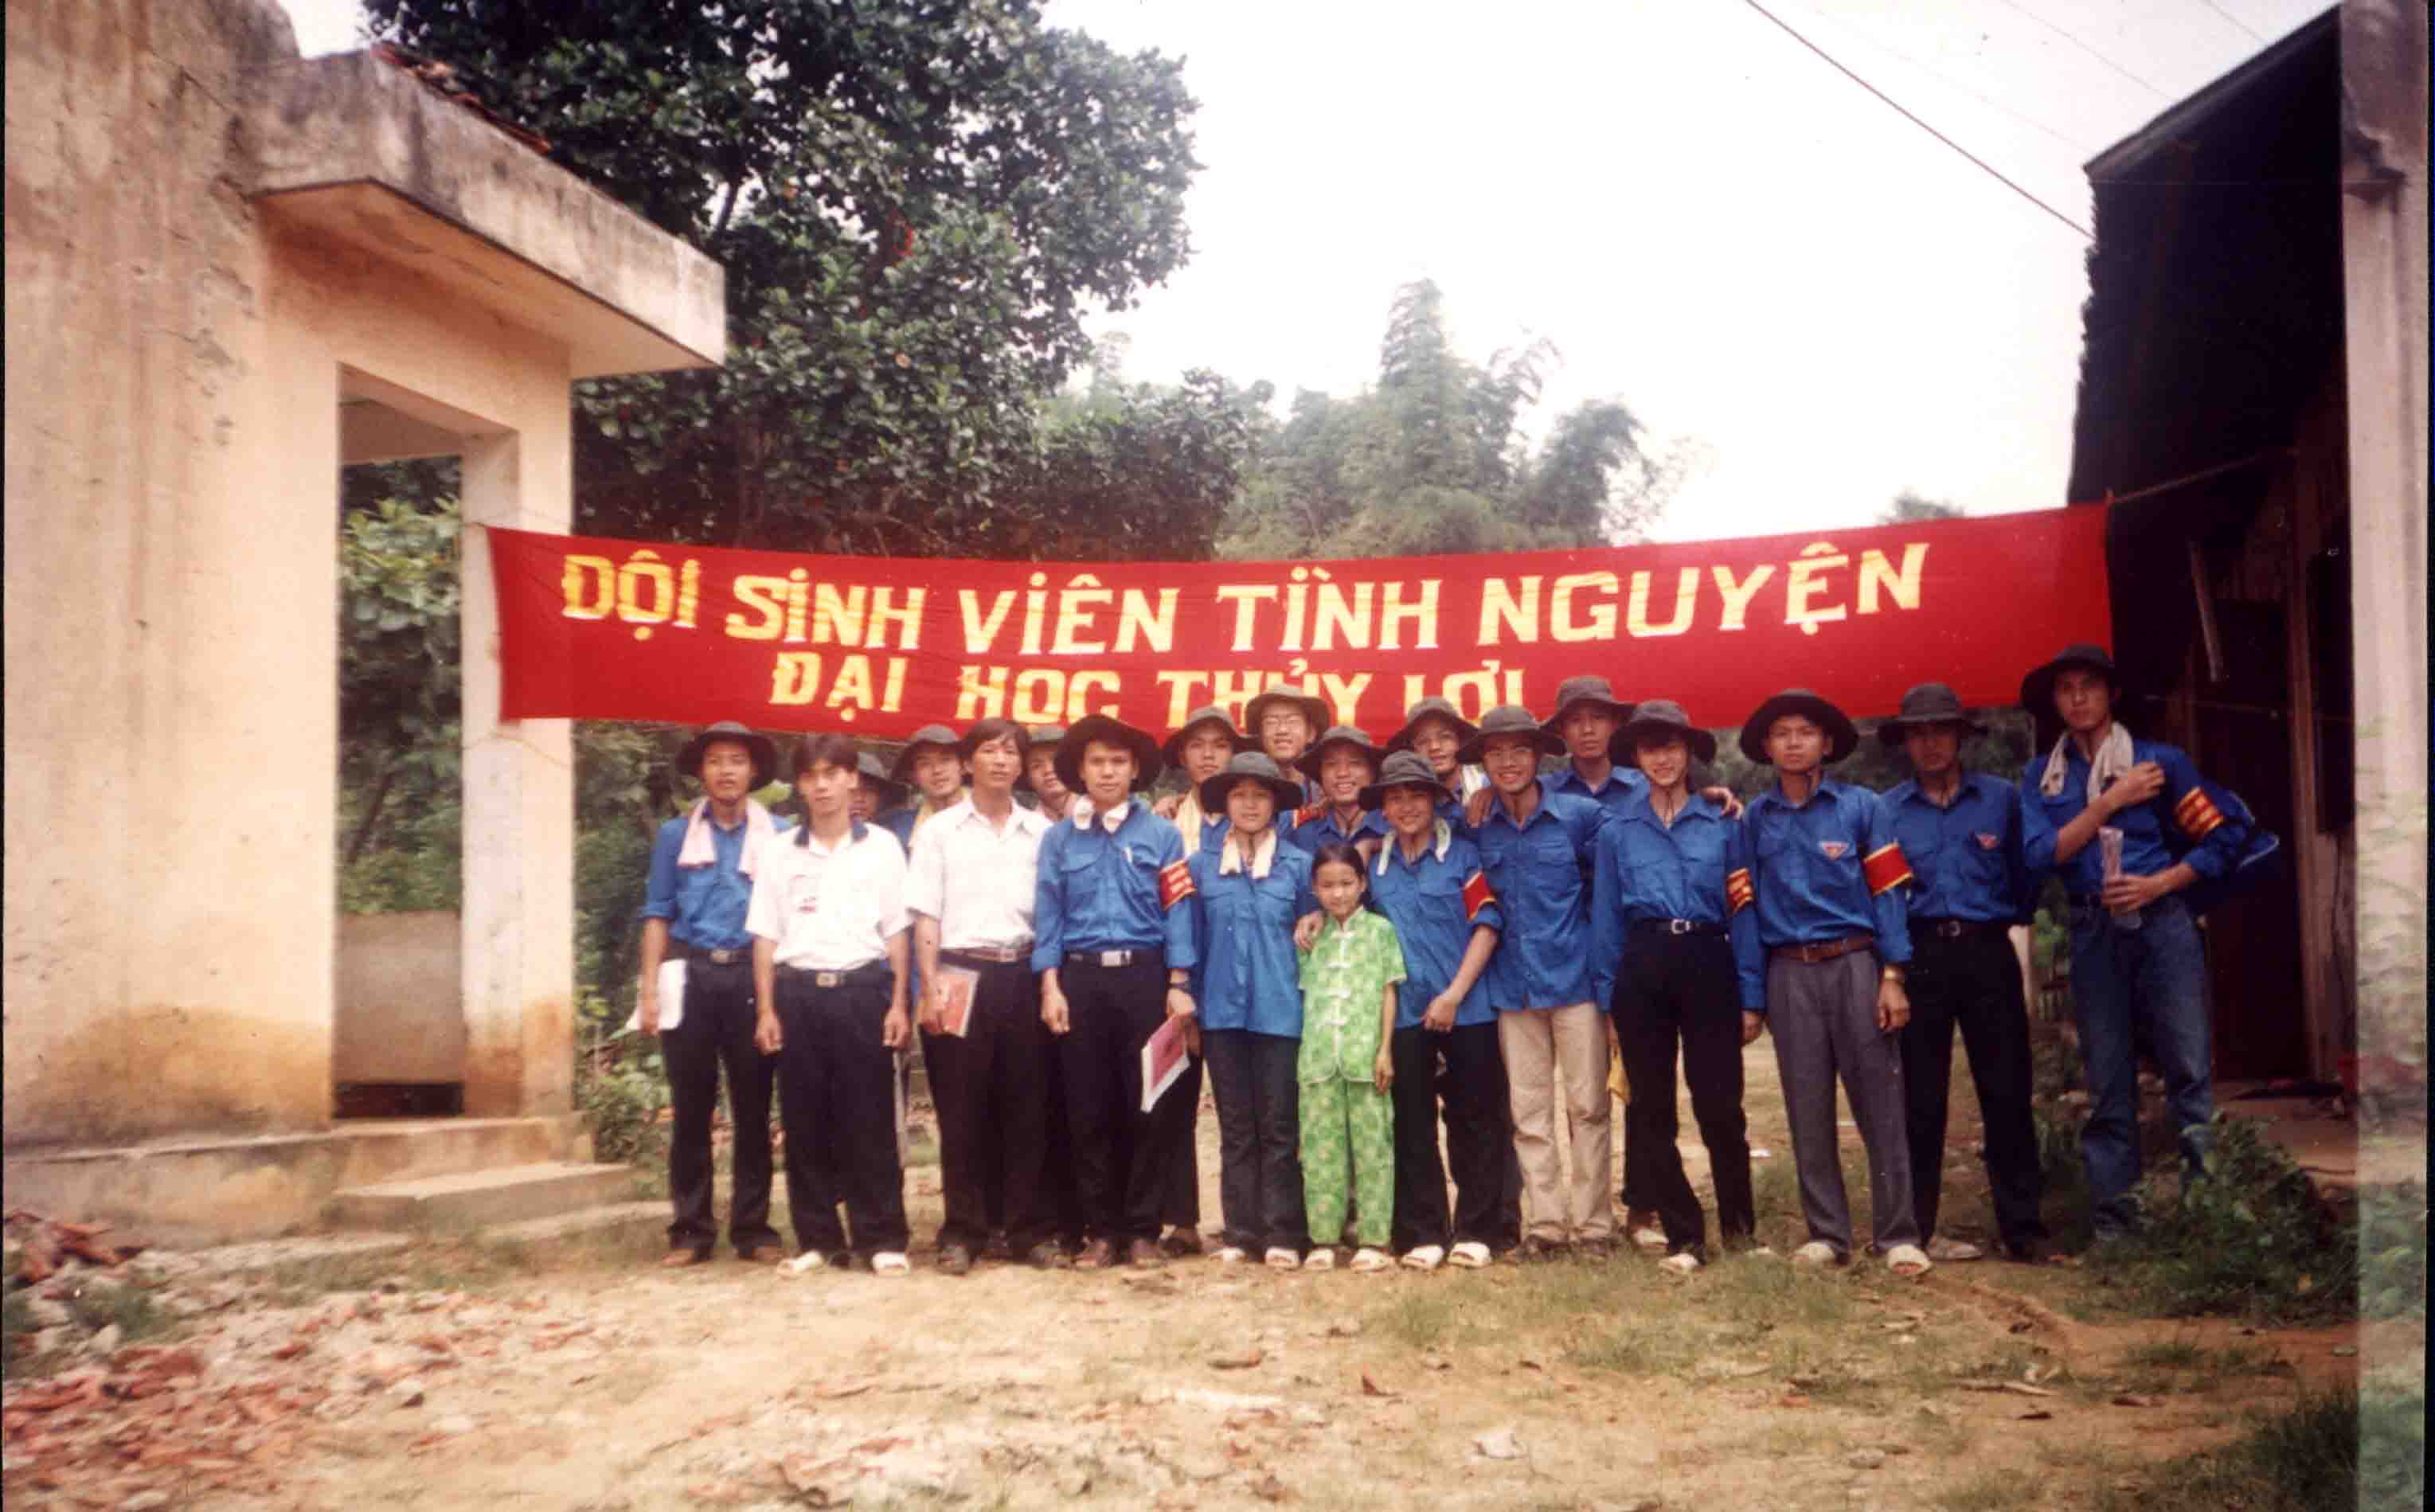 ĐỘI SINH VIÊN TÌNH NGUYỆN
ĐẠI HỌC THỦY LỢI